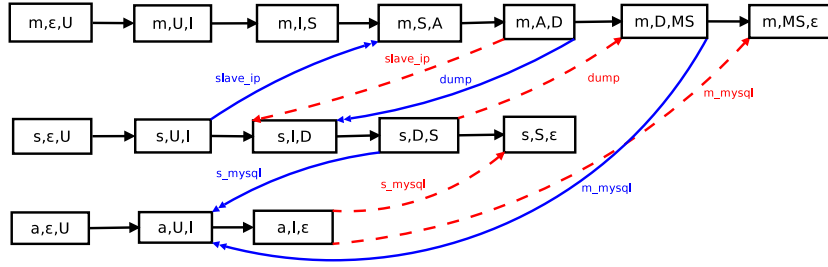 m,ε,U m,U,I m,I,S m,S,A m,A,D m,D,MS m,MS,ε
slave_ip slave_ip dump dump m_mysql
s,ε,U s,U,I s,I,D s,D,S s,S,ε
s_mysql s_mysql m_mysql
a,ε,U a,U,I a,I,ε